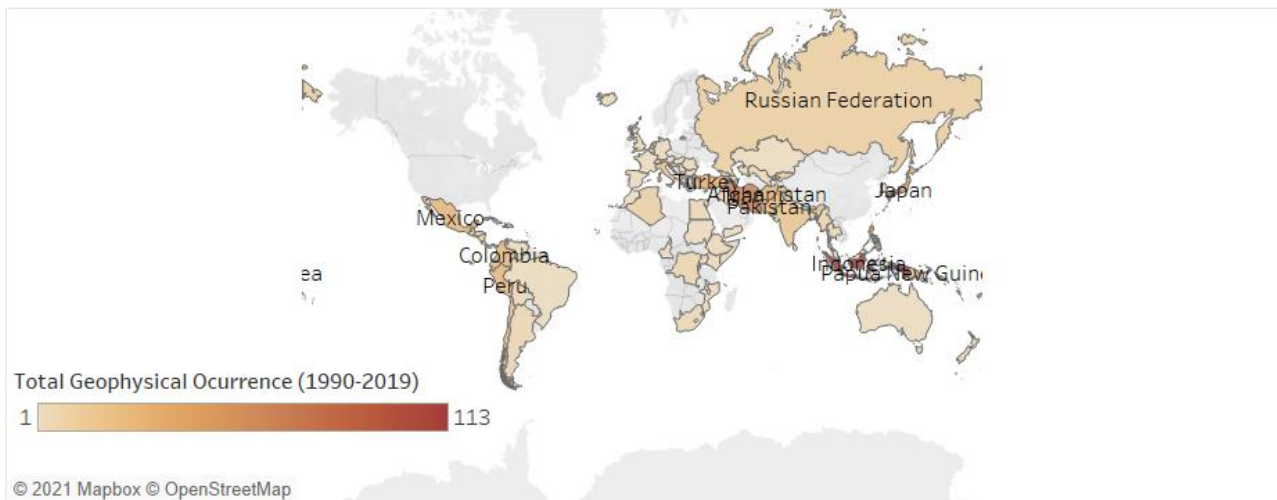 Russian Federation
Turkey
Afghanistan
Japan
Pakistan
Mexico
Colombia
Indonesia
ea
Papua New Guin
Peru
Total Geophysical Ocurrence (1990-2019)
1
113
© 2021 Mapbox © OpenStreetMap